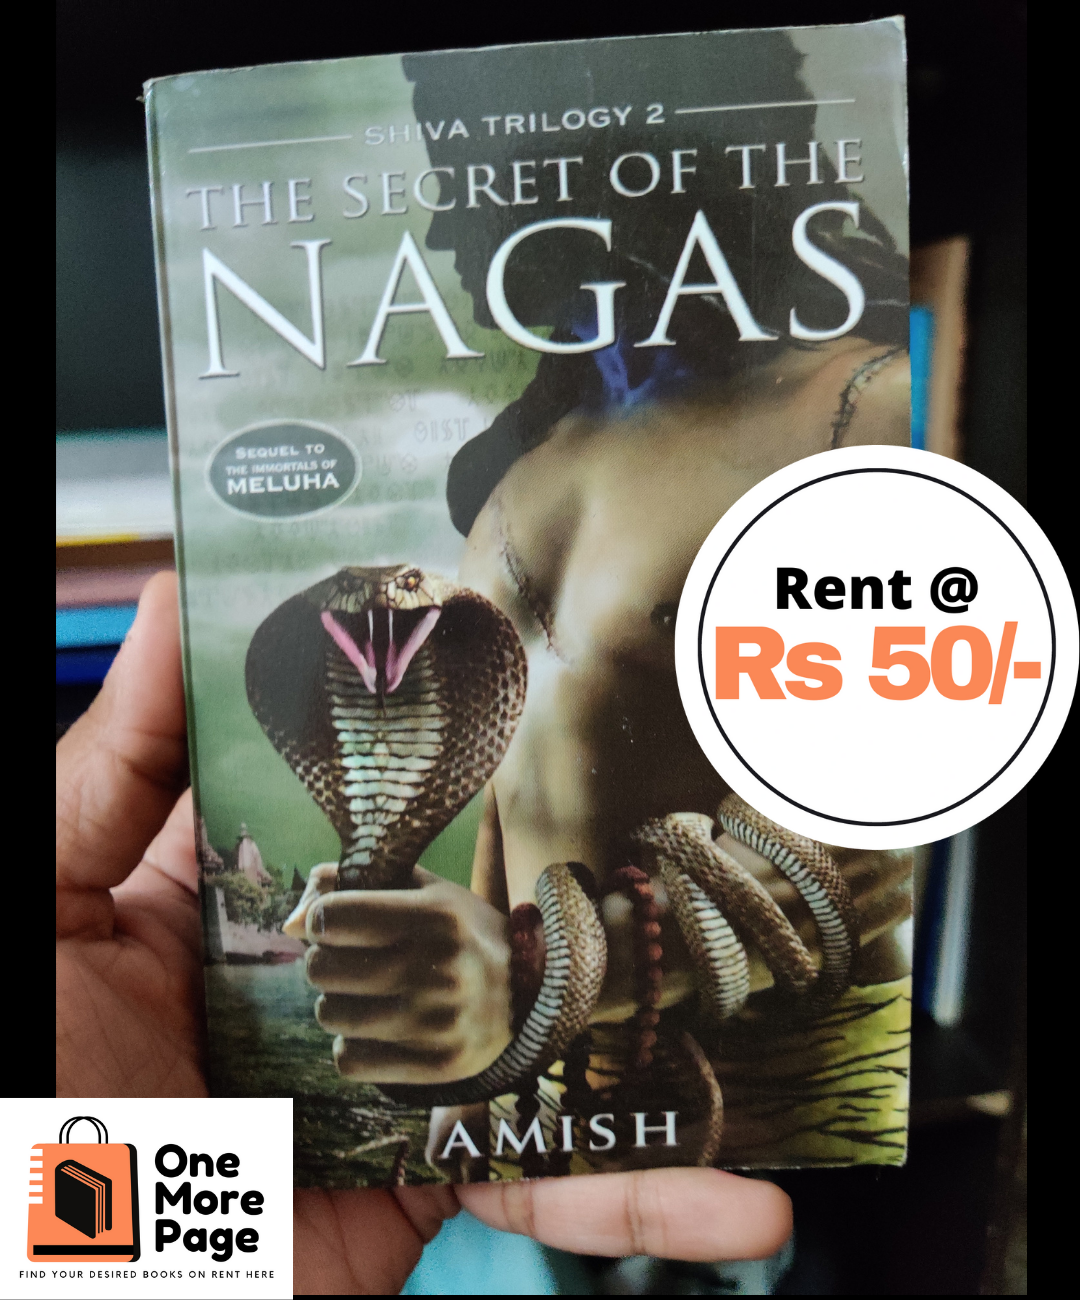 SHIVA TRILOGY 2
THE SECRET OF THE
NAGAS
SEQUEL TO
THE IMMORTALS OF
MELUHA
Rent @
Rs 50/-
AMISH
One
More
Page
FIND YOUR DESIRED BOOKS ON RENT HERE